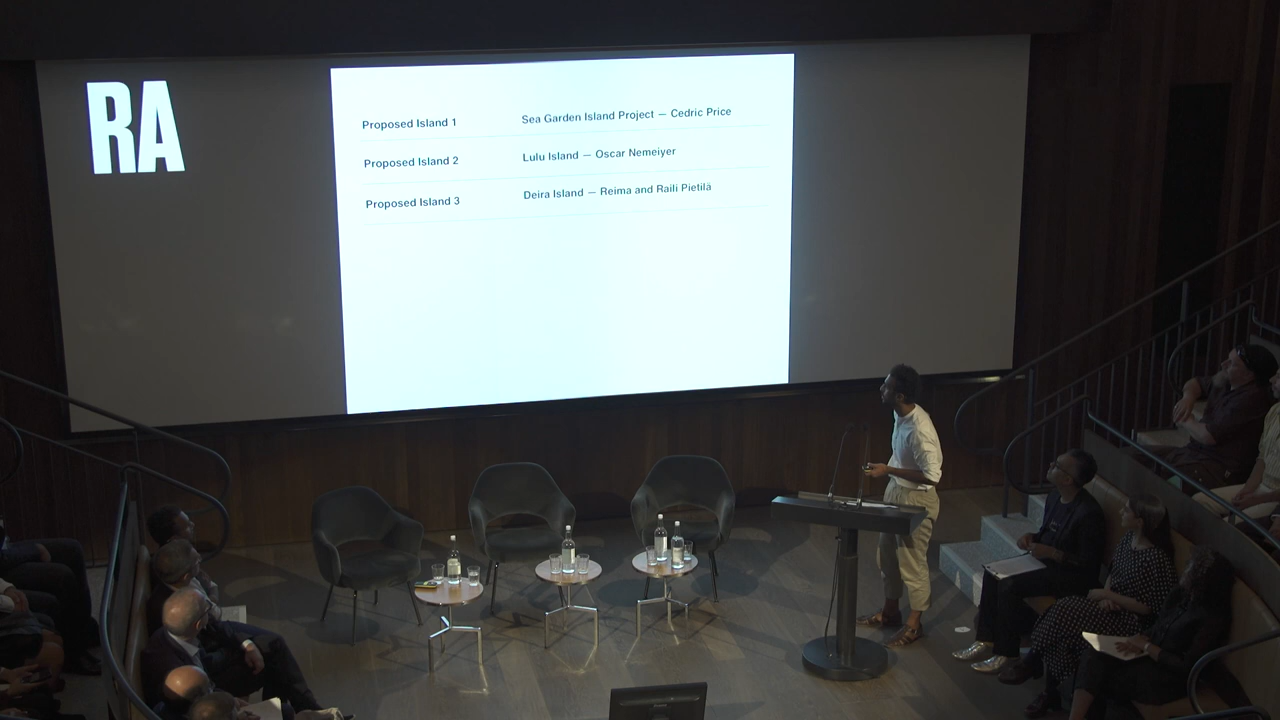 RA
Proposed Island 1 Sea Garden Island Project — Cedric Price
Proposed Island 2 Lulu Island — Oscar Nemeiyer
Proposed Island 3 Deira Island — Reima and Raili Pietilä